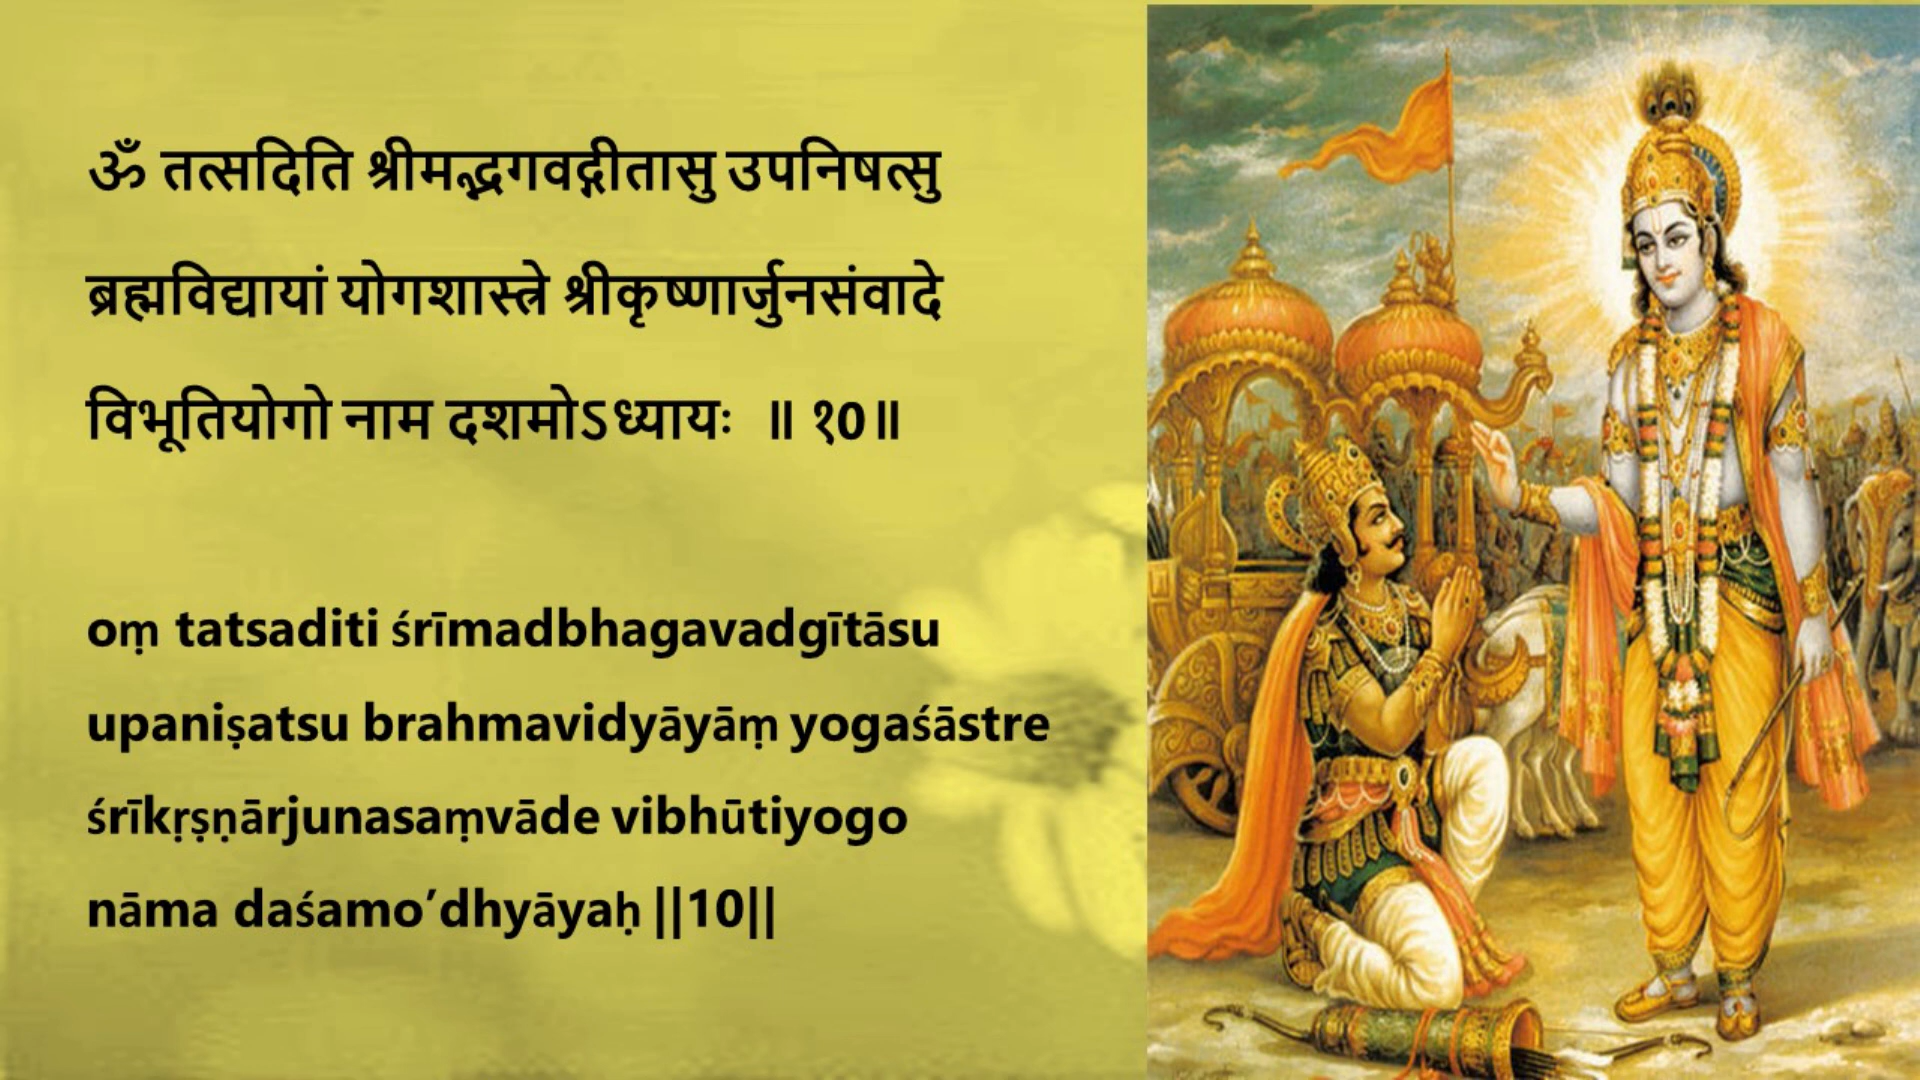 ॐ तत्सदिति श्रीमद्भगवद्गीतासु उपनिषत्सु
ब्रह्मविद्यायां योगशास्त्रे श्रीकृष्णार्जुनसंवादे
विभूतियोगो नाम दशमोऽध्यायः ॥ १0॥
oṃ tatsaditi śrīmadbhagavadgītāsu
upaniṣatsu brahmavidyāyāṃ yogaśāstre
śrīkṛṣṇārjunasaṃvāde vibhūtiyogo
nāma daśamo’dhyāyaḥ ||10||